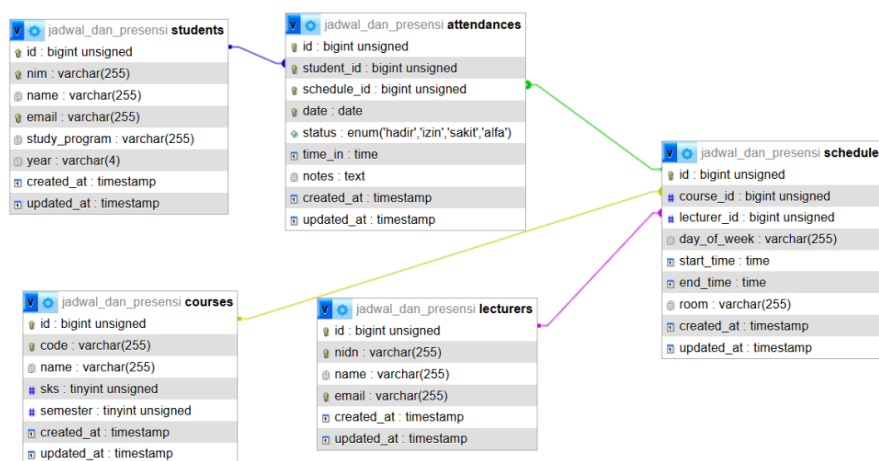 jadwal_dan_presensi students
id : bigint unsigned
nim : varchar(255)
name : varchar(255)
email : varchar(255)
study_program : varchar(255)
year : varchar(4)
created_at : timestamp
updated_at : timestamp
jadwal_dan_presensi attendances
id : bigint unsigned
student_id : bigint unsigned
schedule_id : bigint unsigned
date : date
status : enum('hadir','izin','sakit','alfa')
time_in : time
notes : text
created_at : timestamp
updated_at : timestamp
jadwal_dan_presensi schedule
id : bigint unsigned
course_id : bigint unsigned
lecturer_id : bigint unsigned
day_of_week : varchar(255)
start_time : time
end_time : time
room : varchar(255)
created_at : timestamp
updated_at : timestamp
jadwal_dan_presensi courses
id : bigint unsigned
code : varchar(255)
name : varchar(255)
sks : tinyint unsigned
semester : tinyint unsigned
created_at : timestamp
updated_at : timestamp
jadwal_dan_presensi lecturers
id : bigint unsigned
nidn : varchar(255)
name : varchar(255)
email : varchar(255)
created_at : timestamp
updated_at : timestamp